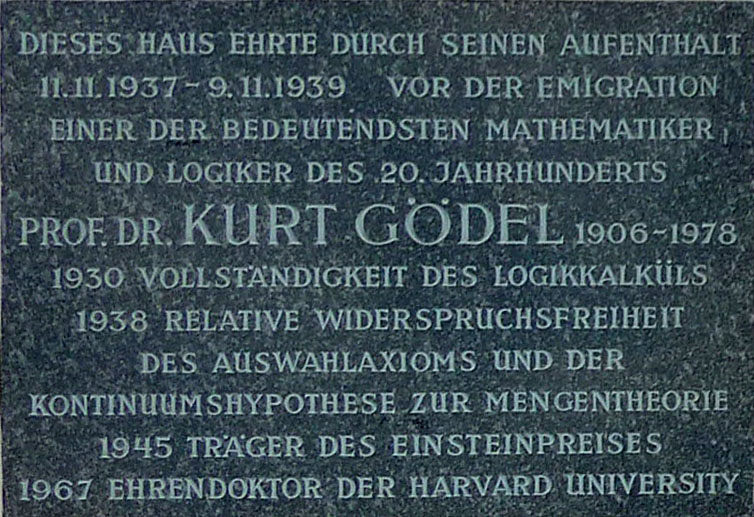 DIESES HAUS EHRTE DURCH SEINEN AUFENTHALT
11.11.1937~9.11.1939 VOR DER EMIGRATION
EINER DER BEDEUTENDSTEN MATHEMATIKER
UND LOGIKER DES 20. JAHRHUNDERTS
PROF. DR. KURT GÖDEL 1906~1978
1930 VOLLSTÄNDIGKEIT DES LOGIKKALKÜLS
1938 RELATIVE WIDERSPRUCHSFREIHEIT
DES AUSWAHLAXIOMS UND DER
KONTINUUMSHYPOTHESE ZUR MENGENTHEORIE
1945 TRÄGER DES EINSTEINPREISES
1967 EHRENDOKTOR DER HARVARD UNIVERSITY